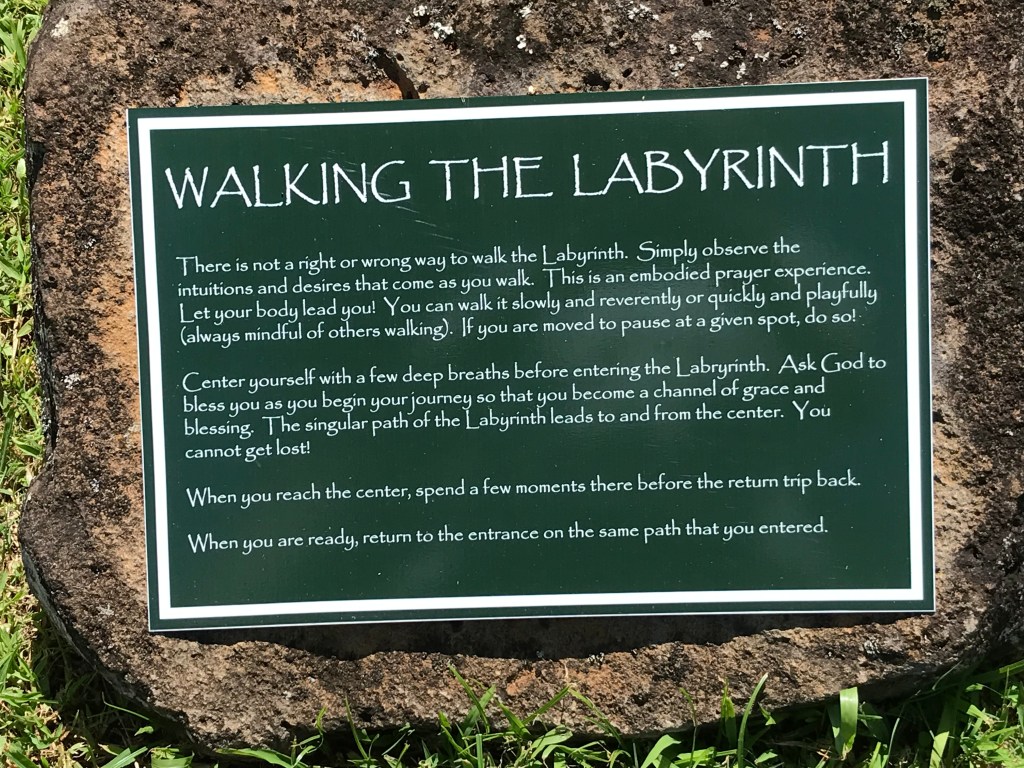 WALKING THE LABYRINTH
There is not a right or wrong way to walk the Labyrinth. Simply observe the
intuitions and desires that come as you walk. This is an embodied prayer experience.
Let your body lead you! You can walk it slowly and reverently or quickly and playfully
(always mindful of others walking). If you are moved to pause at a given spot, do so!
Center yourself with a few deep breaths before entering the Labryrinth. Ask God to
bless you as you begin your journey so that you become a channel of grace and
blessing. The singular path of the Labyrinth leads to and from the center. You
cannot get lost!
When you reach the center, spend a few moments there before the return trip back.
When you are ready, return to the entrance on the same path that you entered.